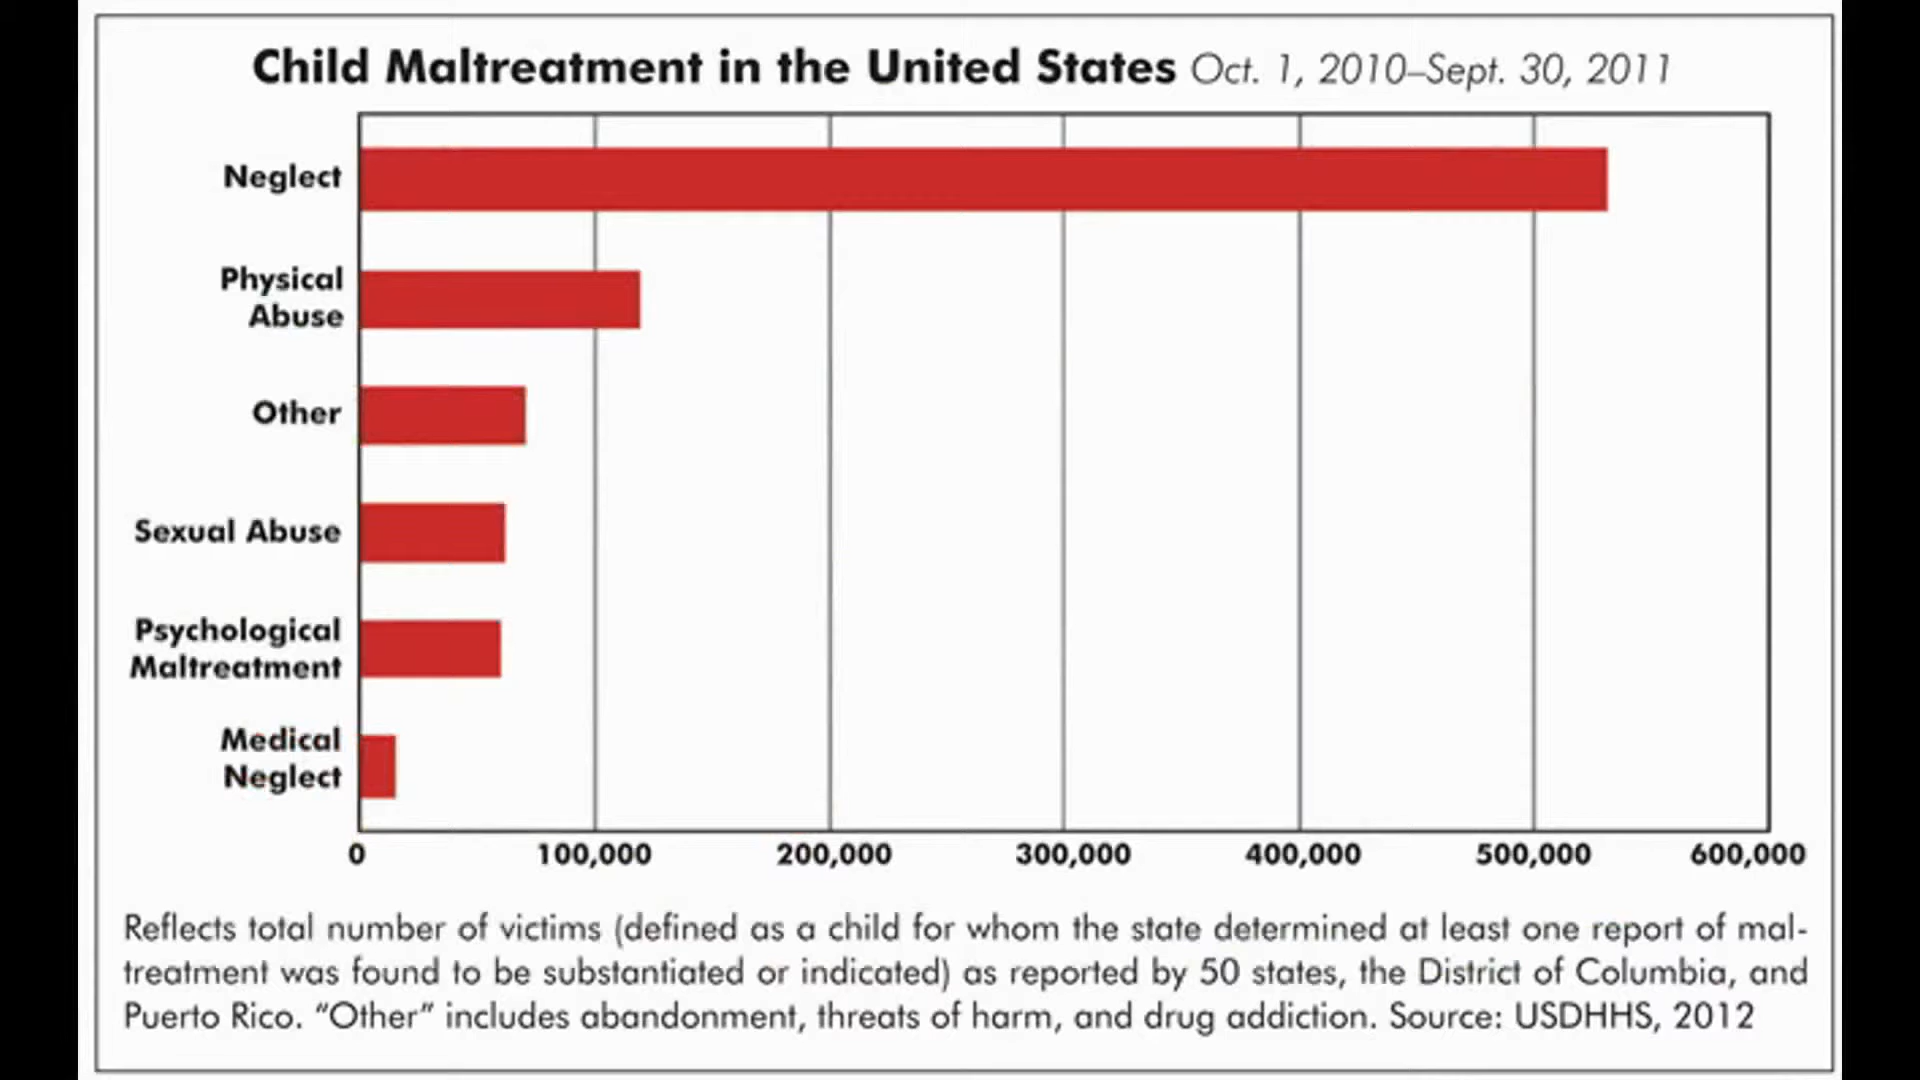 Child Maltreatment in the United States Oct. 1, 2010–Sept. 30, 2011
Neglect
Physical
Abuse
Other
Sexual Abuse
Psychological
Maltreatment
Medical
Neglect
0 100,000 200,000 300,000 400,000 500,000 600,000
Reflects total number of victims (defined as a child for whom the state determined at least one report of mal-
treatment was found to be substantiated or indicated) as reported by 50 states, the District of Columbia, and
Puerto Rico. “Other” includes abandonment, threats of harm, and drug addiction. Source: USDHHS, 2012